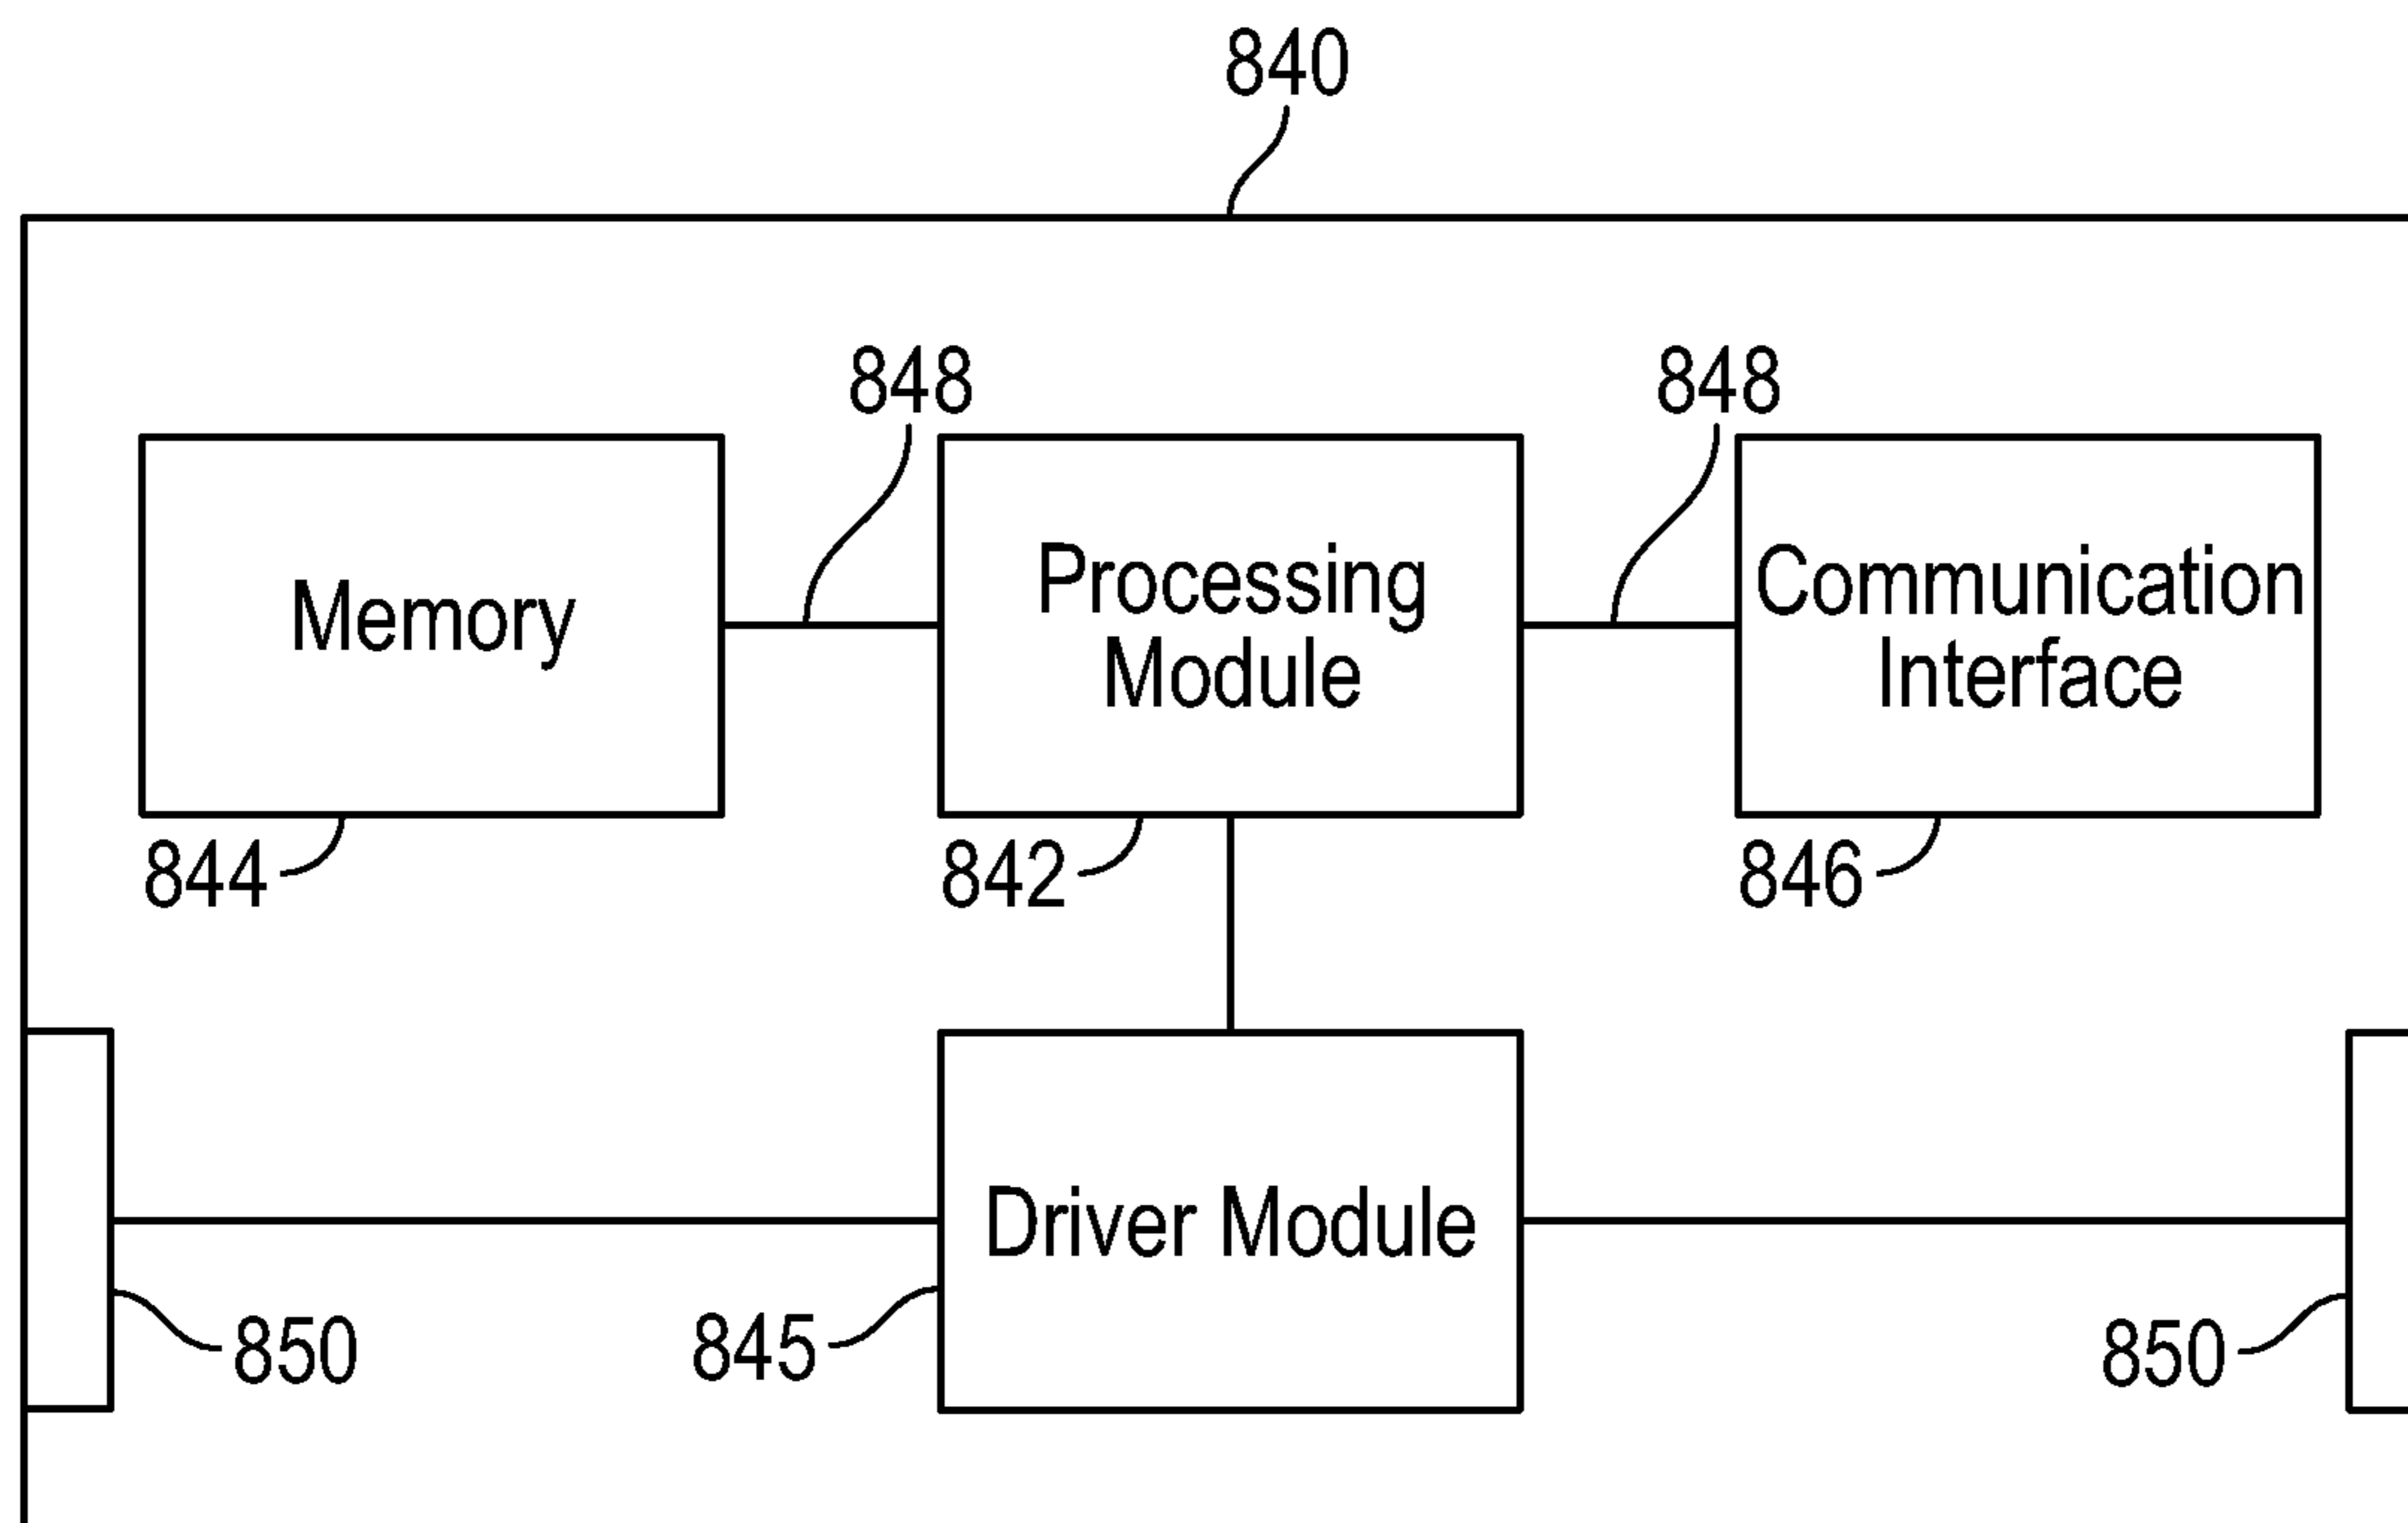 840
848
848
Memory
Processing
Module
Communication
Interface
844
842
846
Driver Module
850
845
850